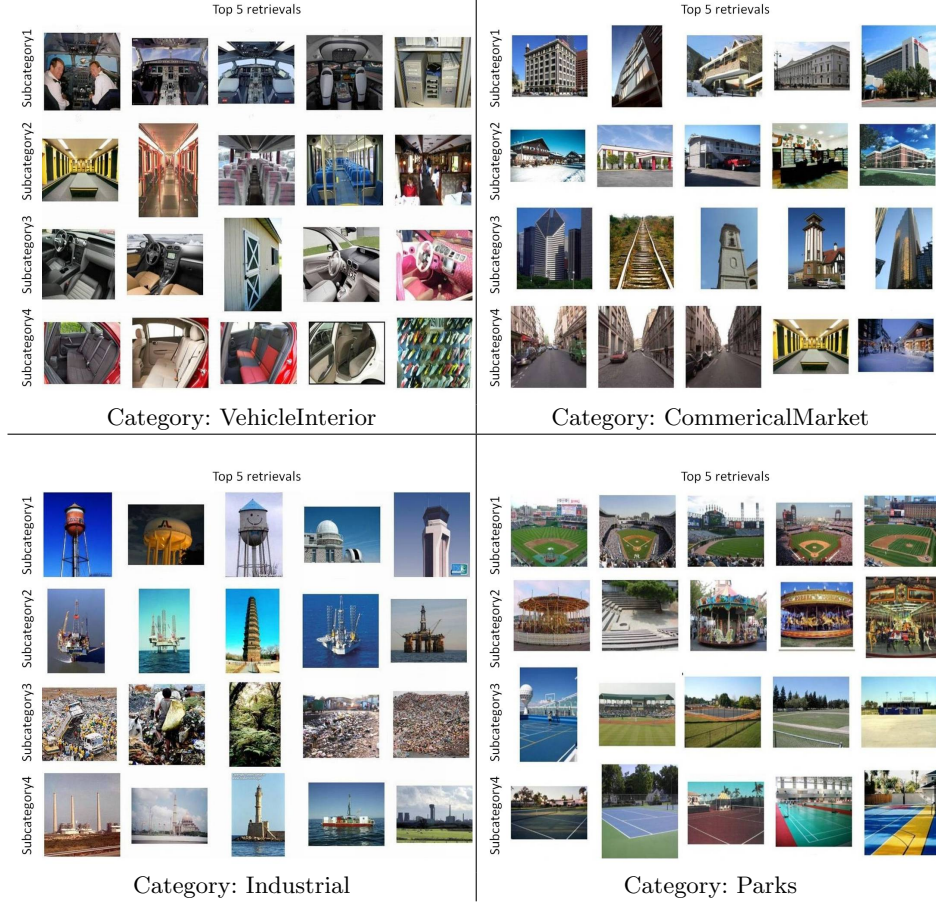 Top 5 retrievals
Subcategory1
Subcategory2
Subcategory3
Subcategory4
Category: VehicleInterior
Top 5 retrievals
Subcategory1
Subcategory2
Subcategory3
Subcategory4
Category: CommericalMarket
Top 5 retrievals
Subcategory1
Subcategory2
Subcategory3
Subcategory4
Category: Industrial
Top 5 retrievals
Subcategory1
Subcategory2
Subcategory3
Subcategory4
Category: Parks